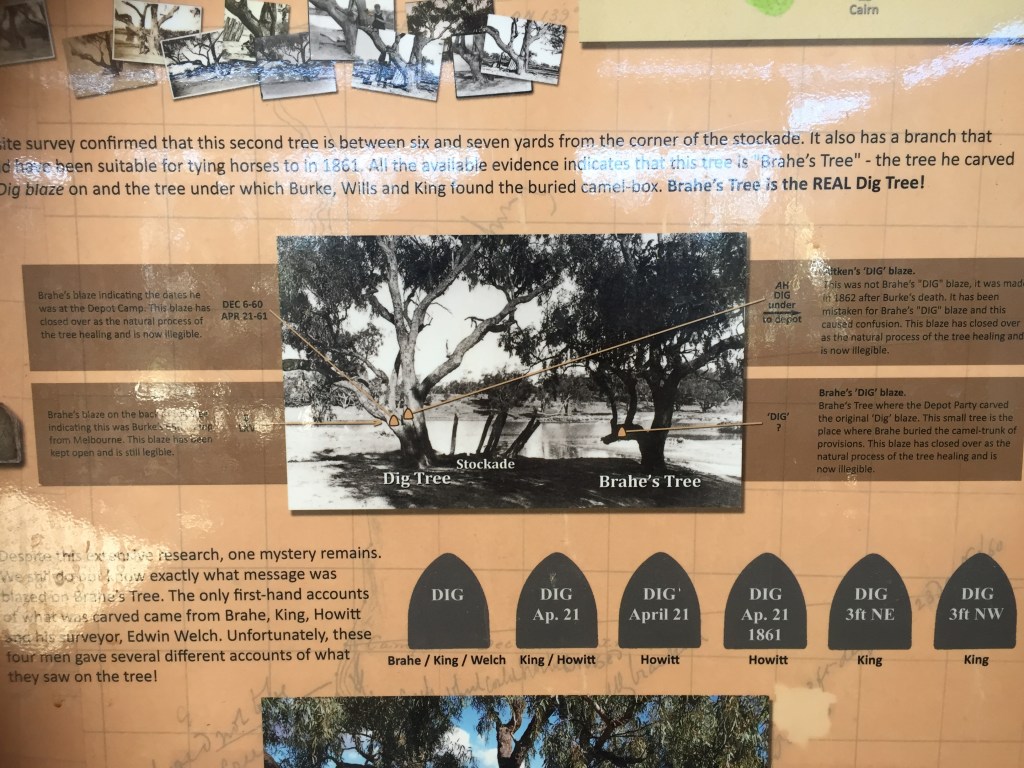 Cairn
site survey confirmed that this second tree is between six and seven yards from the corner of the stockade. It also has a branch that
have been suitable for tying horses to in 1861. All the available evidence indicates that this tree is "Brahe's Tree" - the tree he carved
Dig blaze on and the tree under which Burke, Wills and King found the buried camel-box. Brahe's Tree is the REAL Dig Tree!
Brahe's blaze indicating the dates he
was at the Depot Camp. This blaze has
closed over as the natural process of
the tree healing and is now illegible.
DEC 6-60
APR 21-61
AH
DIG
under
to depot
Aitken's 'DIG' blaze.
This was not Brahe's "DIG" blaze, it was made
in 1862 after Burke's death. It has been
mistaken for Brahe's "DIG" blaze and this
caused confusion. This blaze has closed over
as the natural process of the tree healing and
is now illegible.
Brahe's blaze on the back
indicating this was Burke's
from Melbourne. This blaze has been
kept open and is still legible.
'DIG'
?
Brahe's 'DIG' blaze.
Brahe's Tree where the Depot Party carved
the original 'Dig' blaze. This small tree is the
place where Brahe buried the camel-trunk of
provisions. This blaze has closed over as the
natural process of the tree healing and is
now illegible.
Stockade
Dig Tree
Brahe's Tree
Despite this extensive research, one mystery remains.
We still do exactly what message was
blazed on Brahe's Tree. The only first-hand accounts
of what was carved came from Brahe, King, Howitt
and his surveyor, Edwin Welch. Unfortunately, these
four men gave several different accounts of what
they saw on the tree!
DIG
Brahe / King / Welch
DIG
Ap. 21
King / Howitt
DIG
April 21
Howitt
DIG
Ap. 21
1861
Howitt
DIG
3ft NE
King
DIG
3ft NW
King